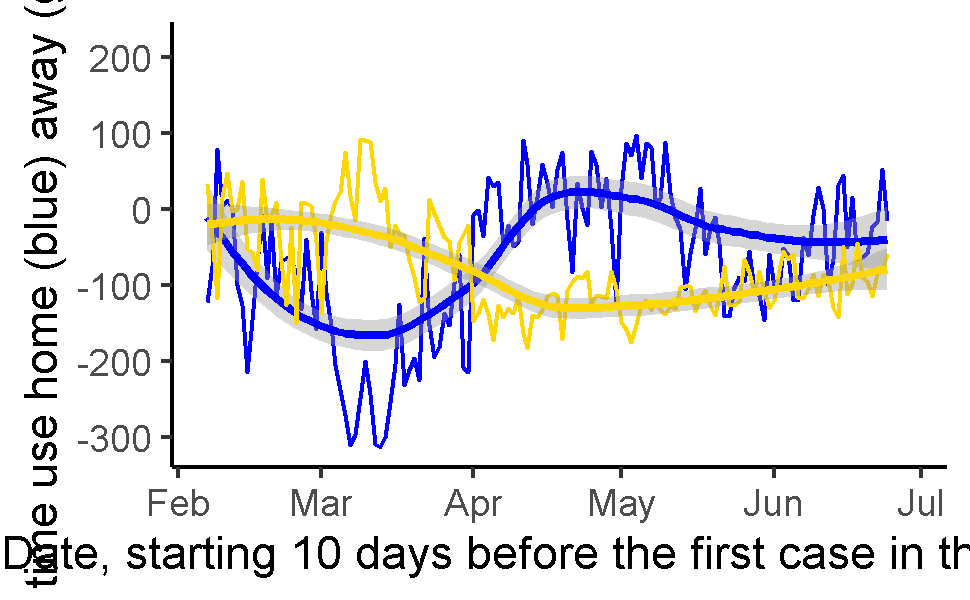 time use home (blue) away (
200
100
0
-100
-200
-300
Feb Mar Apr May Jun Jul
Date, starting 10 days before the first case in th